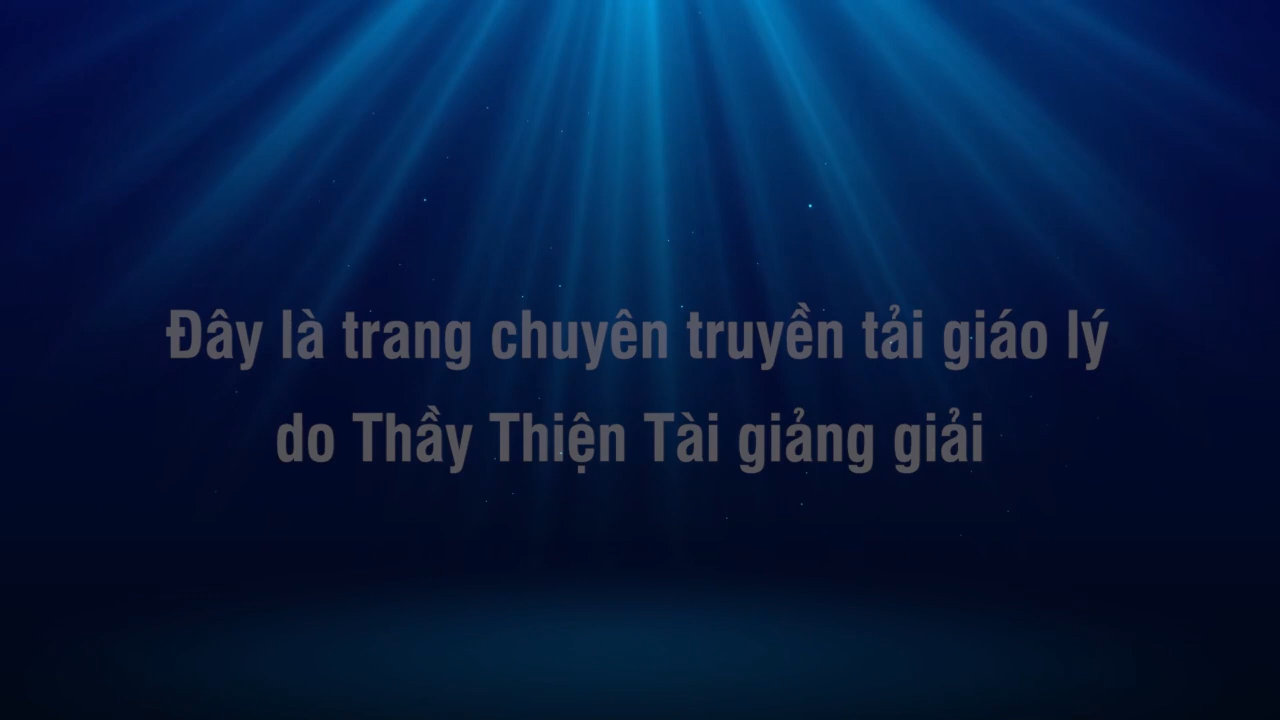 Đây là trang chuyên truyền tải giáo lý
do Thầy Thiện Tài giảng giải